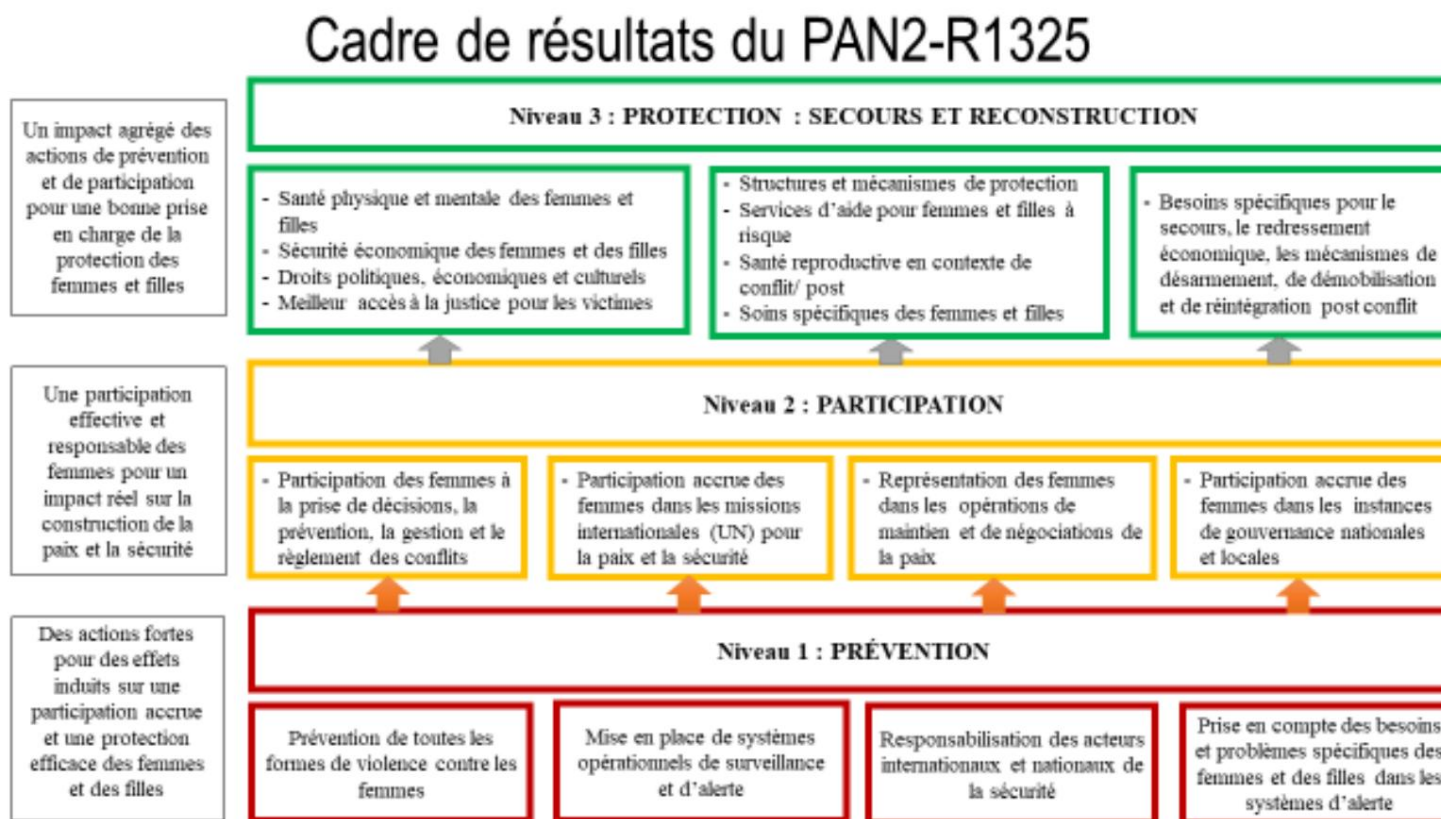 Cadre de résultats du PAN2-R1325
Un impact agrégé des
actions de prévention
et de participation
pour une bonne prise
en charge de la
protection des
femmes et filles
Niveau 3 : PROTECTION : SECOURS ET RECONSTRUCTION
- Santé physique et mentale des femmes et
filles
- Sécurité économique des femmes et des filles
- Droits politiques, économiques et culturels
- Meilleur accès à la justice pour les victimes
- Structures et mécanismes de protection
- Services d'aide pour femmes et filles à
risque
- Santé reproductive en contexte de
conflit/ post
- Soins spécifiques des femmes et filles
- Besoins spécifiques pour le
secours, le redressement
économique, les mécanismes de
désarmement, de démobilisation
et de réintégration post conflit
Une participation
effective et
responsable des
femmes pour un
impact réel sur la
construction de la
paix et la sécurité
Niveau 2 : PARTICIPATION
- Participation des femmes à
la prise de décisions, la
prévention, la gestion et le
règlement des conflits
- Participation accrue des
femmes dans les missions
internationales (UN) pour
la paix et la sécurité
- Représentation des femmes
dans les opérations de
maintien et de négociations de
la paix
- Participation accrue des
femmes dans les instances
de gouvernance nationales
et locales
Des actions fortes
pour des effets
induits sur une
participation accrue
et une protection
efficace des femmes
et des filles
Niveau 1 : PRÉVENTION
Prévention de toutes les
formes de violence contre les
femmes
Mise en place de systèmes
opérationnels de surveillance
et d'alerte
Responsabilisation des acteurs
internationaux et nationaux de
la sécurité
Prise en compte des besoins
et problèmes spécifiques des
femmes et des filles dans les
systèmes d'alerte